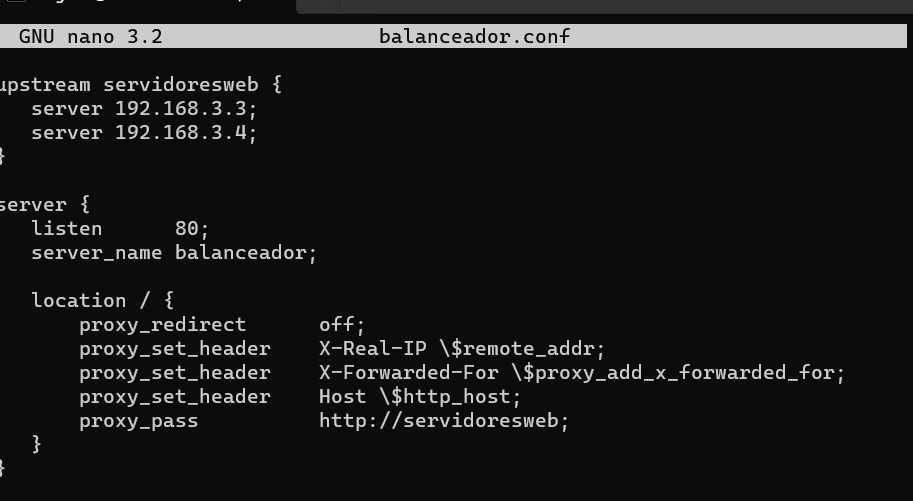 GNU nano 3.2 balanceador.conf
upstream servidoresweb {
server 192.168.3.3;
server 192.168.3.4;
}
server {
listen 80;
server_name balanceador;
location / {
proxy_redirect off;
proxy_set_header X-Real-IP \$remote_addr;
proxy_set_header X-Forwarded-For \$proxy_add_x_forwarded_for;
proxy_set_header Host \$http_host;
proxy_pass http://servidoresweb;
}
}